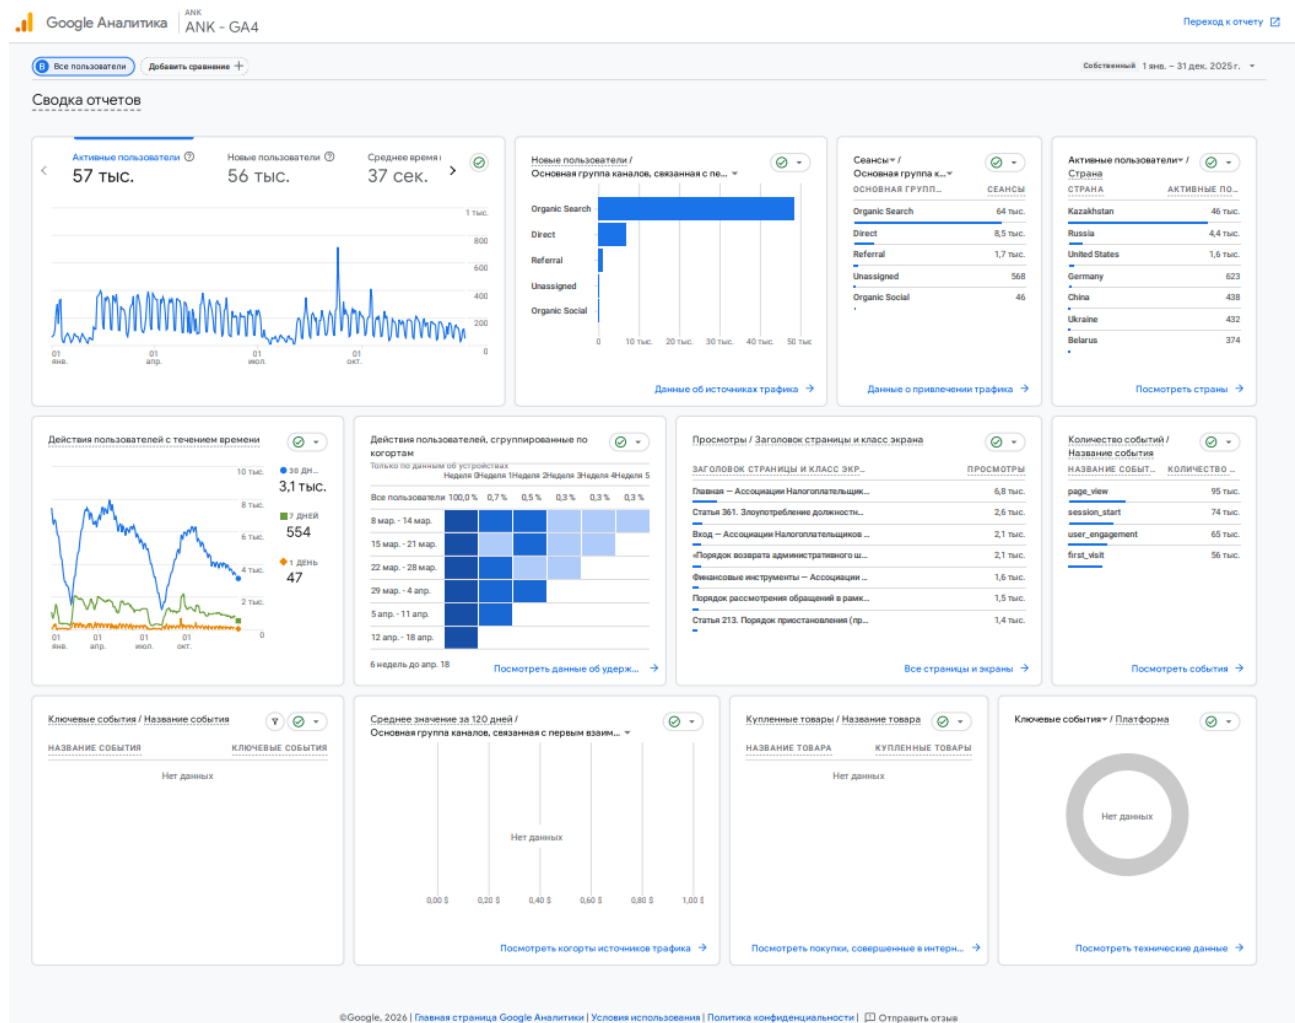 Google Аналитика
ANK
ANK - GA4
Переход к отчету
В Все пользователи
Добавить сравнение
Собственный 1 янв. – 31 дек. 2025 г.
Сводка отчетов
Активные пользователи
57 тыс.
Новые пользователи
56 тыс.
Среднее время
37 сек.
1 тыс.
800
600
400
200
0
01 янв.
01 апр.
01 июл.
01 окт.
Новые пользователи /
Основная группа каналов, связанная с пе...
Organic Search
Direct
Referral
Unassigned
Organic Social
0 10 тыс. 20 тыс. 30 тыс. 40 тыс. 50 тыс.
Данные об источниках трафика
Сеансы /
Основная группа к...
ОСНОВНАЯ ГРУПП... СЕАНСЫ
Organic Search 64 тыс.
Direct 8,5 тыс.
Referral 1,7 тыс.
Unassigned 568
Organic Social 46
Данные о привлечении трафика
Активные пользователи /
Страна
СТРАНА АКТИВНЫЕ ПО...
Kazakhstan 46 тыс.
Russia 4,4 тыс.
United States 1,6 тыс.
Germany 623
China 438
Ukraine 432
Belarus 374
Посмотреть страны
Действия пользователей с течением времени
10 тыс.
8 тыс.
6 тыс.
4 тыс.
2 тыс.
0
01 янв.
01 апр.
01 июл.
01 окт.
30 ДН...
3,1 тыс.
7 ДНЕЙ
554
1 ДЕНЬ
47
Действия пользователей, сгруппированные по
когортам
Только по данным об устройствах
Неделя 0 Неделя 1 Неделя 2 Неделя 3 Неделя 4 Неделя 5
Все пользователи 100,0 % 0,7 % 0,5 % 0,3 % 0,3 % 0,3 %
8 мар. - 14 мар.
15 мар. - 21 мар.
22 мар. - 28 мар.
29 мар. - 4 апр.
5 апр. - 11 апр.
12 апр. - 18 апр.
6 недель до апр. 18
Посмотреть данные об удерж...
Просмотры / Заголовок страницы и класс экрана
ЗАГОЛОВОК СТРАНИЦЫ И КЛАСС ЭКР... ПРОСМОТРЫ
Главная — Ассоциации Налогоплательщик... 6,8 тыс.
Статья 361. Злоупотребление должностн... 2,6 тыс.
Вход — Ассоциации Налогоплательщиков ... 2,1 тыс.
«Порядок возврата административного ш... 2,1 тыс.
Финансовые инструменты — Ассоциации ... 1,6 тыс.
Порядок рассмотрения обращений в рамк... 1,5 тыс.
Статья 213. Порядок приостановления (пр... 1,4 тыс.
Все страницы и экраны
Количество событий /
Название события
НАЗВАНИЕ СОБЫТ... КОЛИЧЕСТВО ...
page_view 95 тыс.
session_start 74 тыс.
user_engagement 65 тыс.
first_visit 56 тыс.
Посмотреть события
Ключевые события / Название события
НАЗВАНИЕ СОБЫТИЯ КЛЮЧЕВЫЕ СОБЫТИЯ
Нет данных
Среднее значение за 120 дней /
Основная группа каналов, связанная с первым взаим...
Нет данных
0,00 $ 0,20 $ 0,40 $ 0,60 $ 0,80 $ 1,00 $
Посмотреть когорты источников трафика
Купленные товары / Название товара
НАЗВАНИЕ ТОВАРА КУПЛЕННЫЕ ТОВАРЫ
Нет данных
Посмотреть покупки, совершенные в интерн...
Ключевые события / Платформа
Нет данных
Посмотреть технические данные
©Google, 2026 | Главная страница Google Аналитики | Условия использования | Политика конфиденциальности | Отправить отзыв